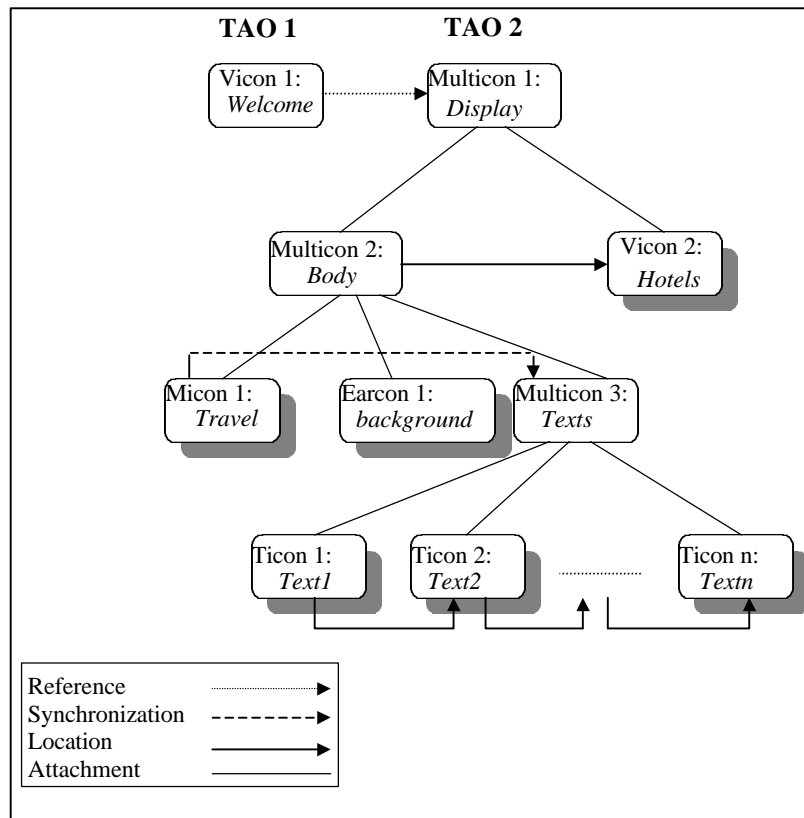 TAO 1
TAO 2
Vicon 1:
Welcome
Multicon 1:
Display
Multicon 2:
Body
Vicon 2:
Hotels
Micon 1:
Travel
Earcon 1:
background
Multicon 3:
Texts
Ticon 1:
Text1
Ticon 2:
Text2
Ticon n:
Textn
Reference
Synchronization
Location
Attachment